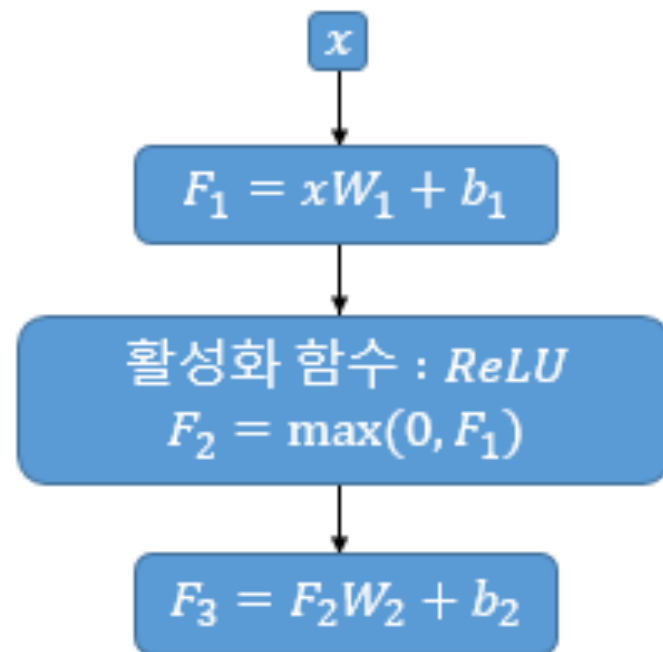 x
F₁ = xW₁ + b₁
활성화 함수 : ReLU
F₂ = max(0, F₁)
F₃ = F₂W₂ + b₂